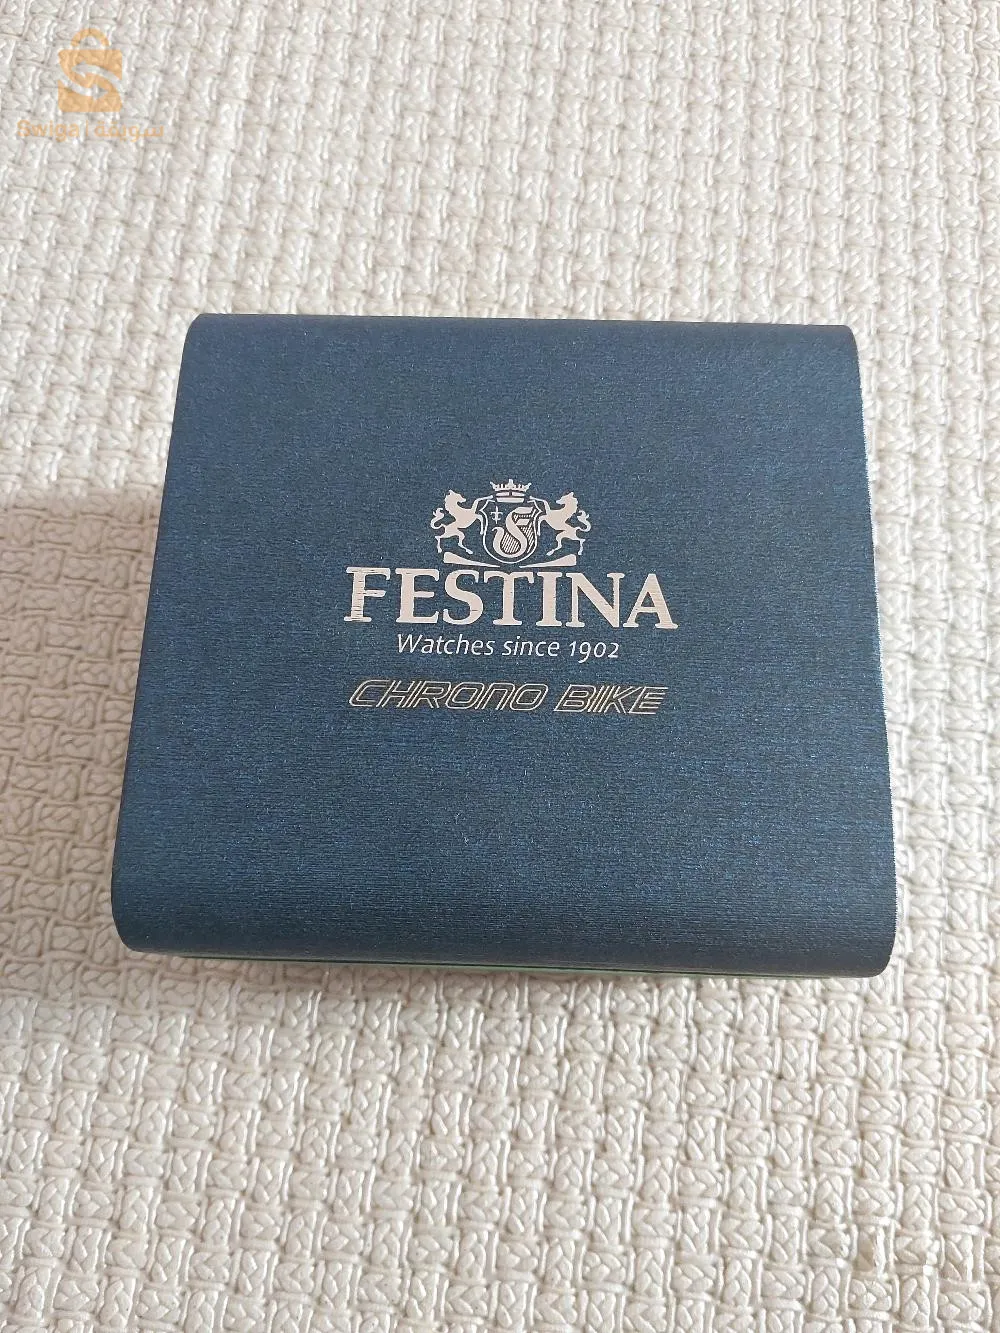 FESTINA
Watches since 1902
CHRONO BIKE